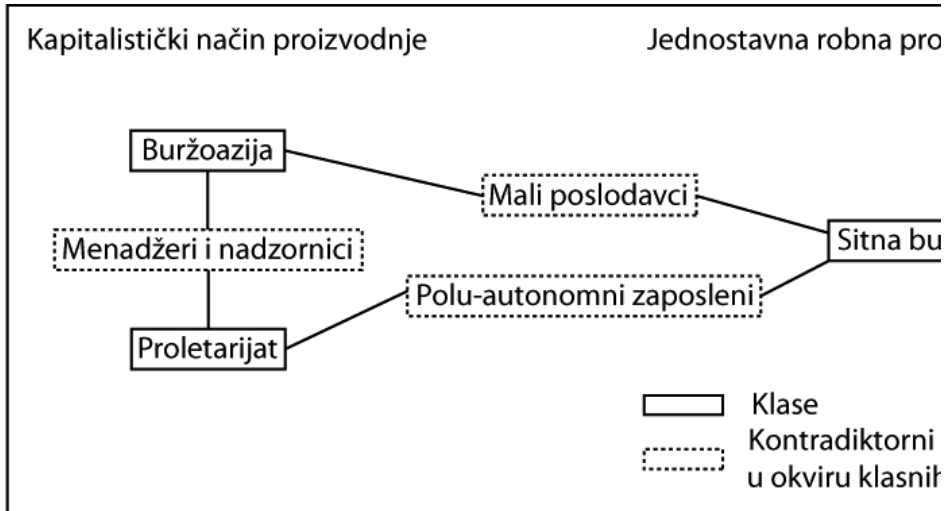 Kapitalistički način proizvodnje
Jednostavna robna pro
Buržoazija
Mali poslodavci
Menadžeri i nadzornici
Sitna bu
Polu-autonomni zaposleni
Proletarijat
Klase
Kontradiktorni
u okviru klasnih